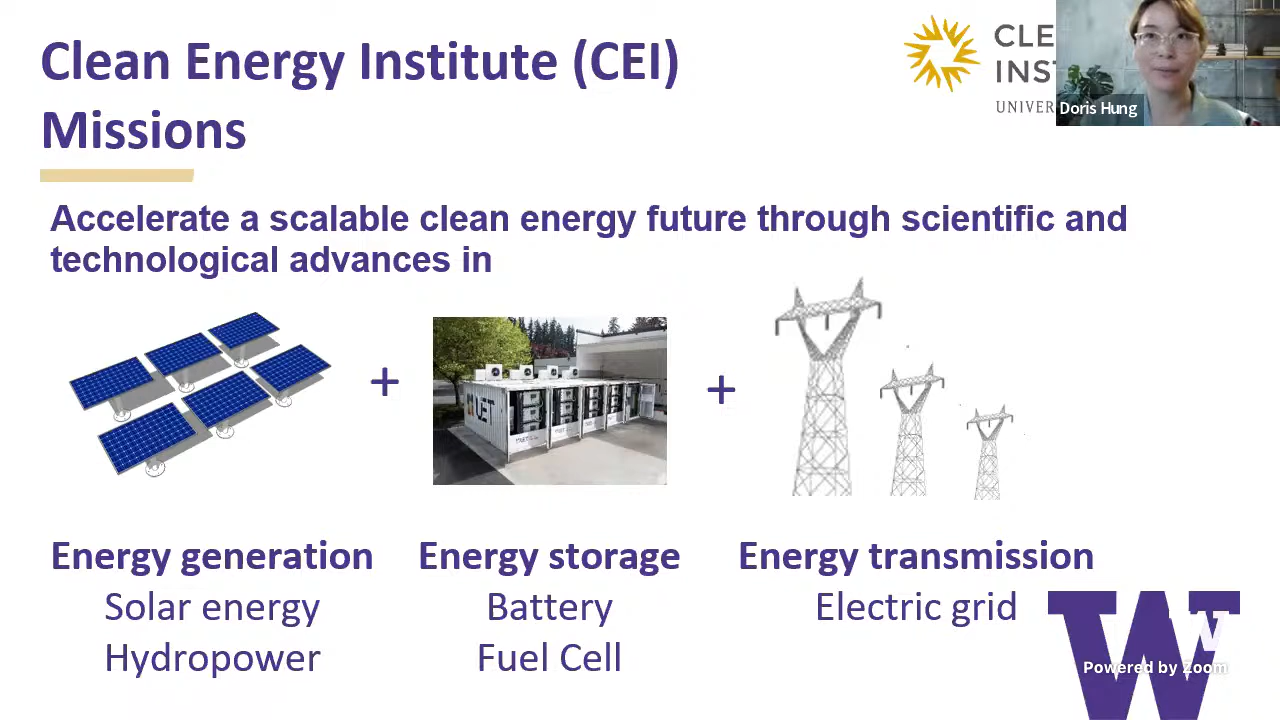 Clean Energy Institute (CEI)
Missions
CLE
INST
UNIVER
Doris Hung
Accelerate a scalable clean energy future through scientific and
technological advances in
+
+
UET
Energy generation
Energy storage
Energy transmission
Solar energy
Battery
Electric grid
Hydropower
Fuel Cell
W
Powered by Zoom